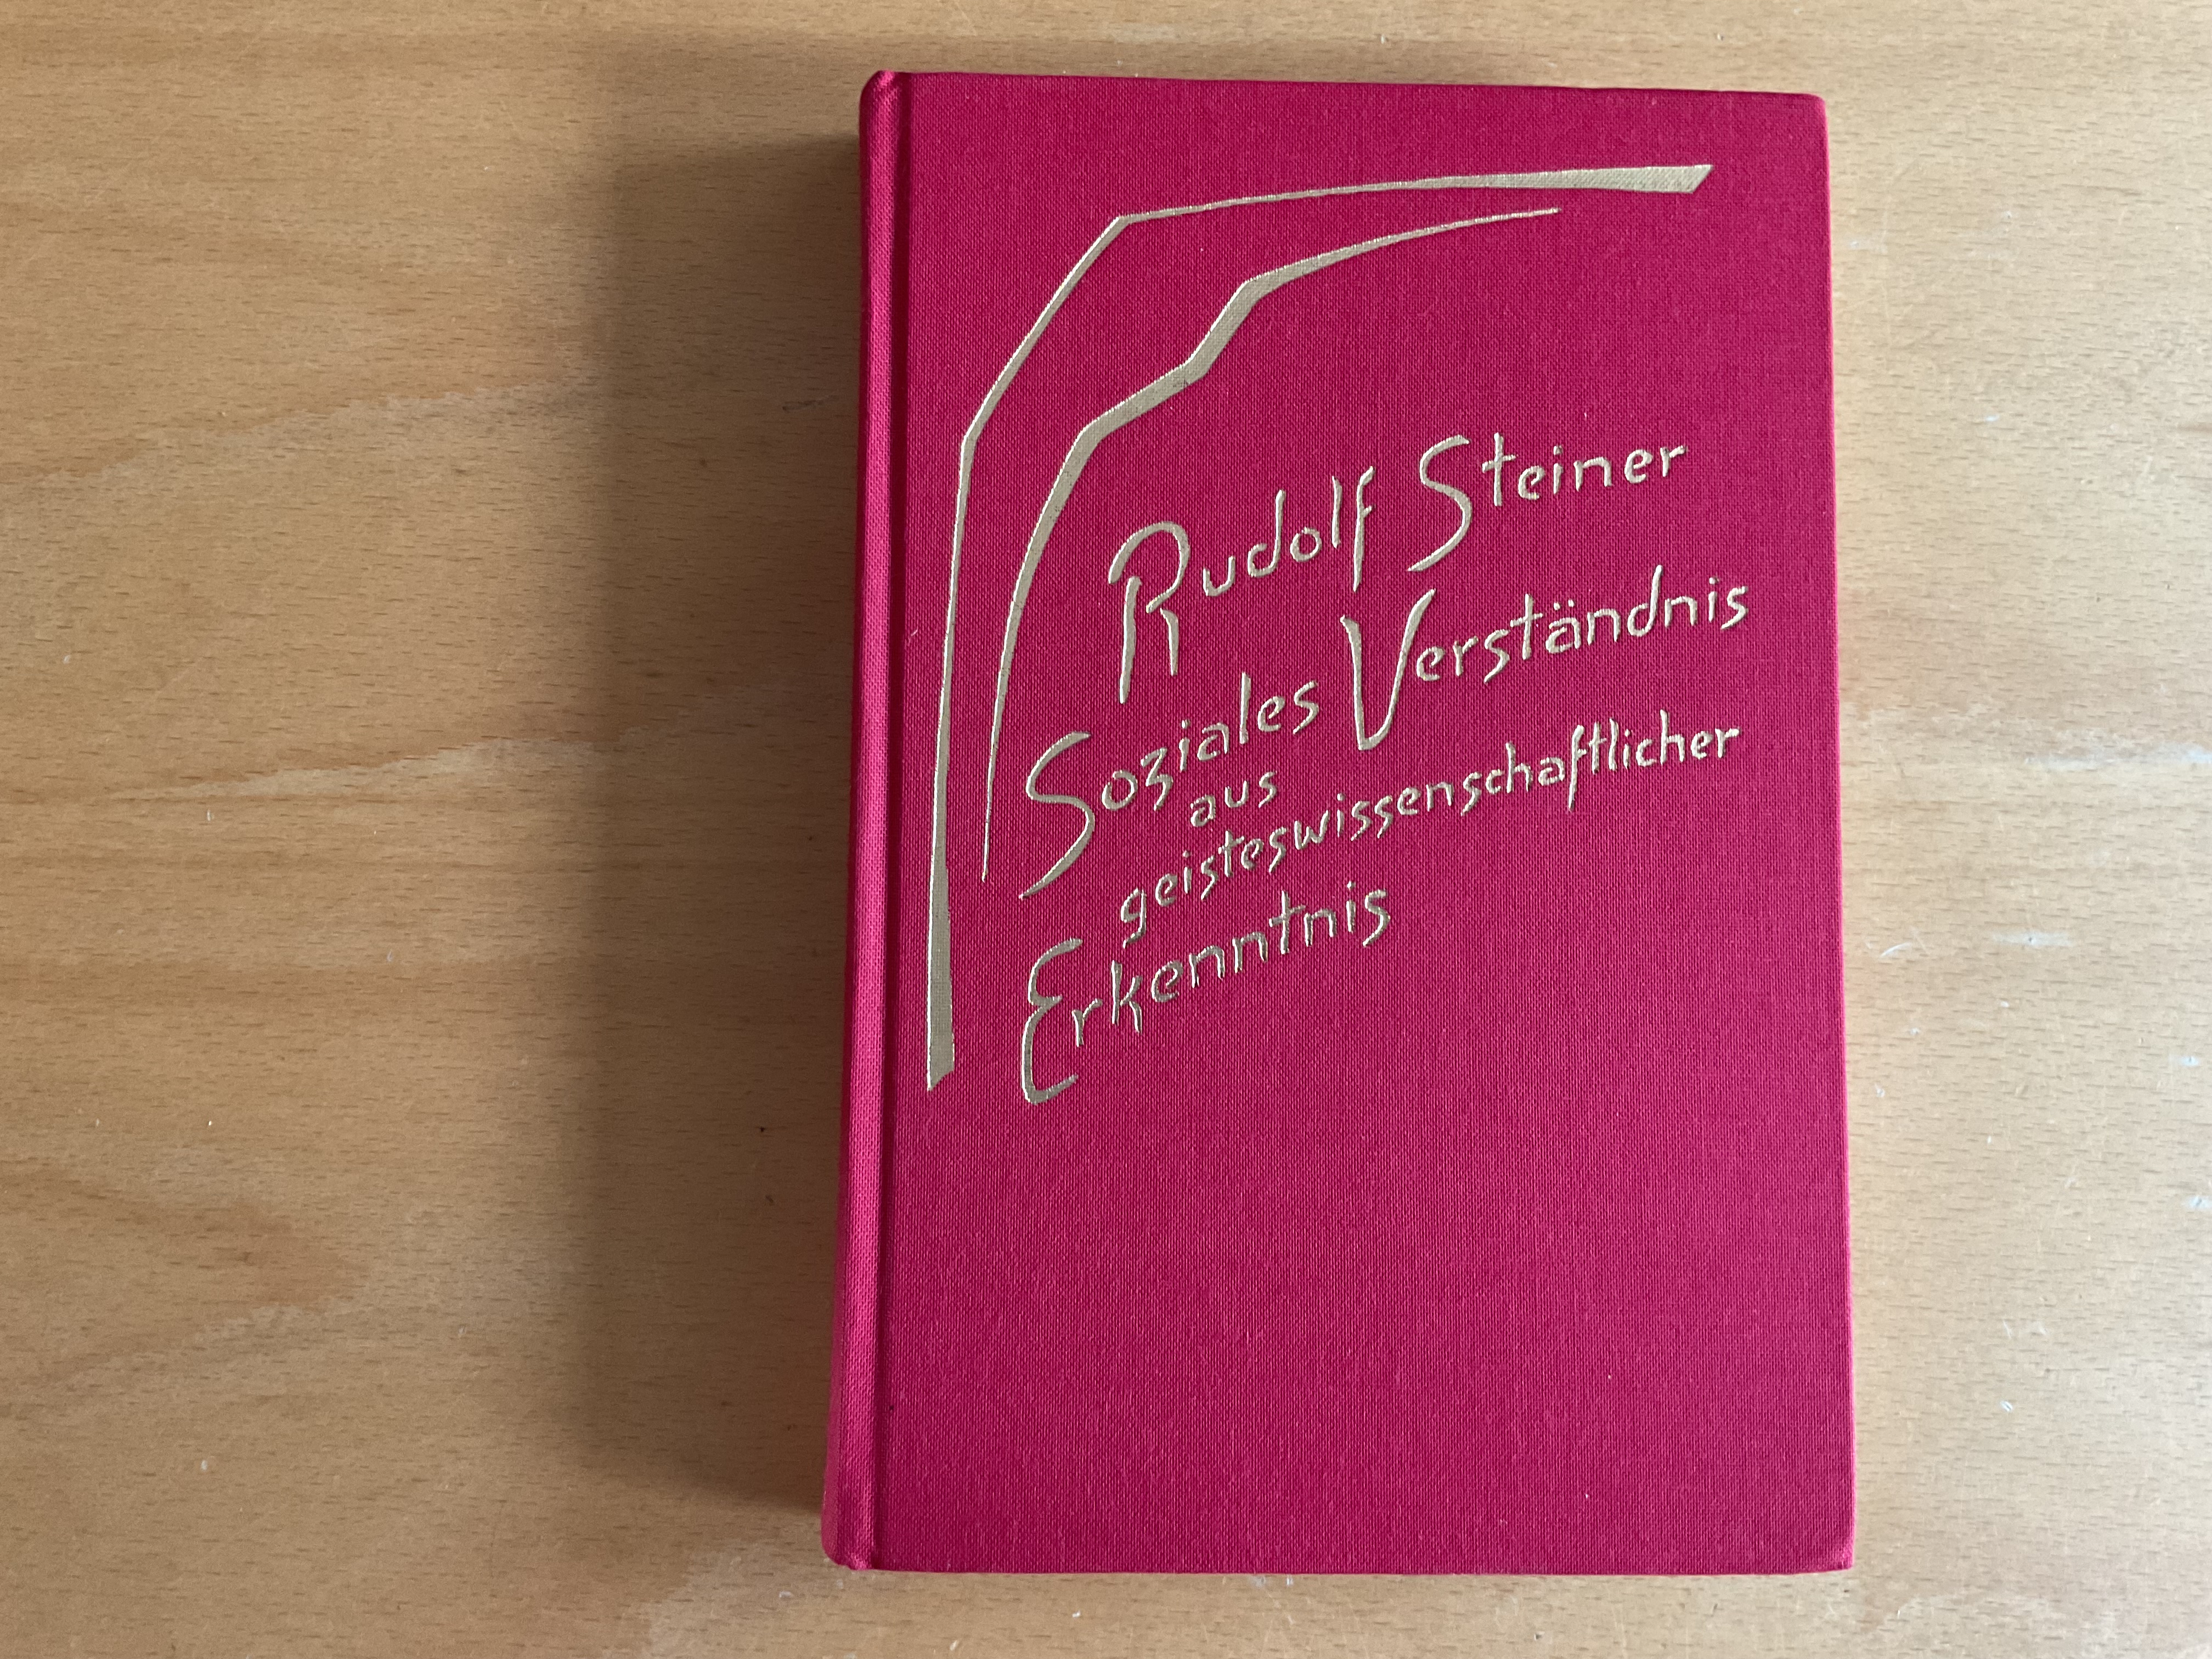 Rudolf Steiner
Soziales Verständnis
aus
geisteswissenschaftlicher
Erkenntnis